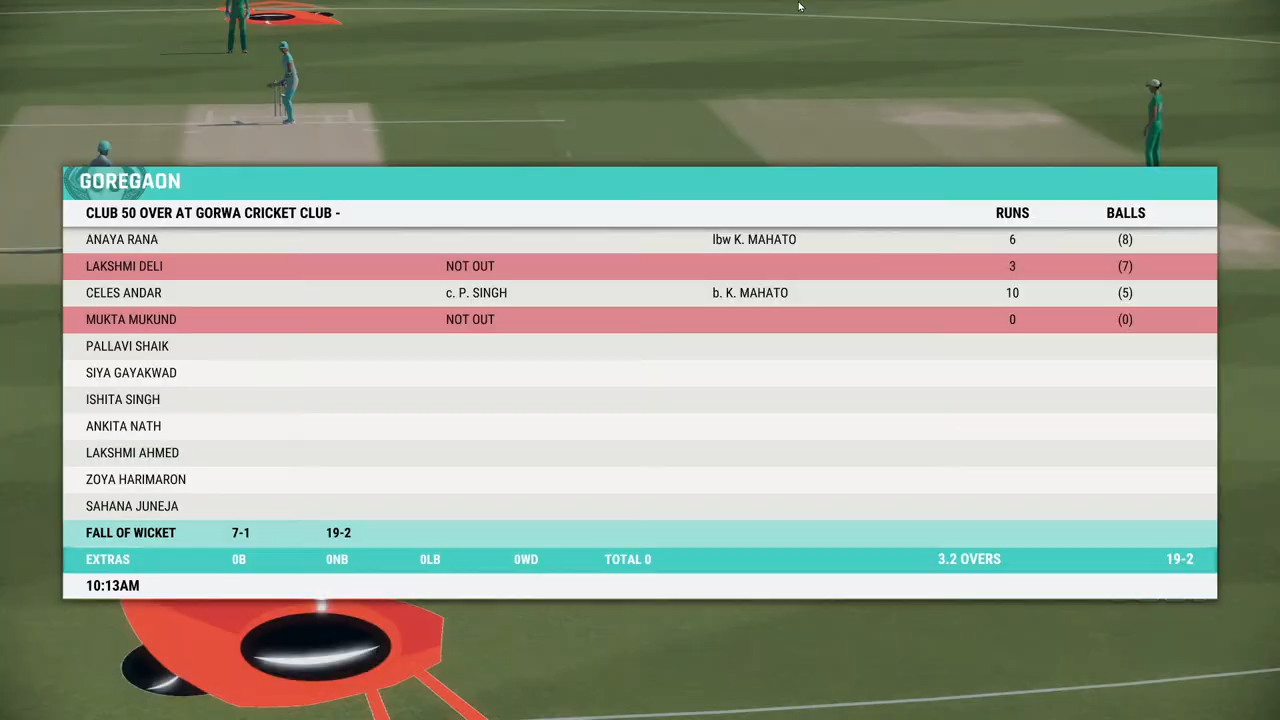 GOREGAON
CLUB 50 OVER AT GORWA CRICKET CLUB - RUNS BALLS
ANAYA RANA lbw K. MAHATO 6 (8)
LAKSHMI DELI NOT OUT 3 (7)
CELES ANDAR c. P. SINGH b. K. MAHATO 10 (5)
MUKTA MUKUND NOT OUT 0 (0)
PALLAVI SHAIK
SIYA GAYAKWAD
ISHITA SINGH
ANKITA NATH
LAKSHMI AHMED
ZOYA HARIMARON
SAHANA JUNEJA
FALL OF WICKET 7-1 19-2
EXTRAS 0B 0NB 0LB 0WD TOTAL 0 3.2 OVERS 19-2
10:13AM